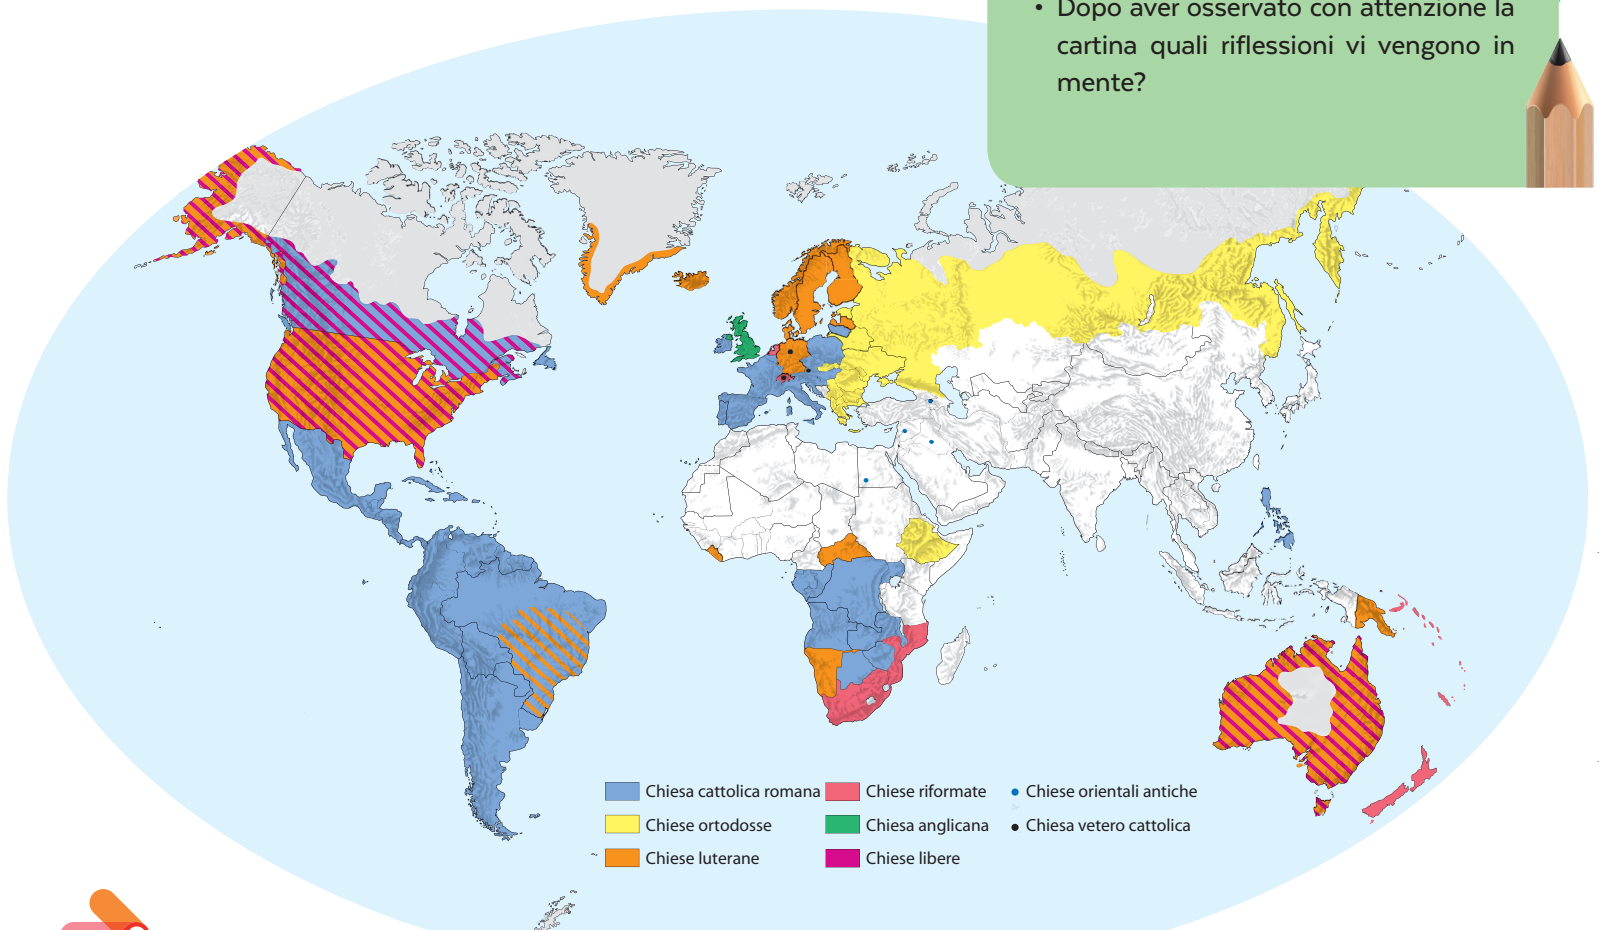 • Dopo aver osservato con attenzione la
cartina quali riflessioni vi vengono in
mente?
Chiesa cattolica romana
Chiese ortodosse
Chiese luterane
Chiese riformate
Chiesa anglicana
Chiese libere
Chiese orientali antiche
Chiesa vetero cattolica